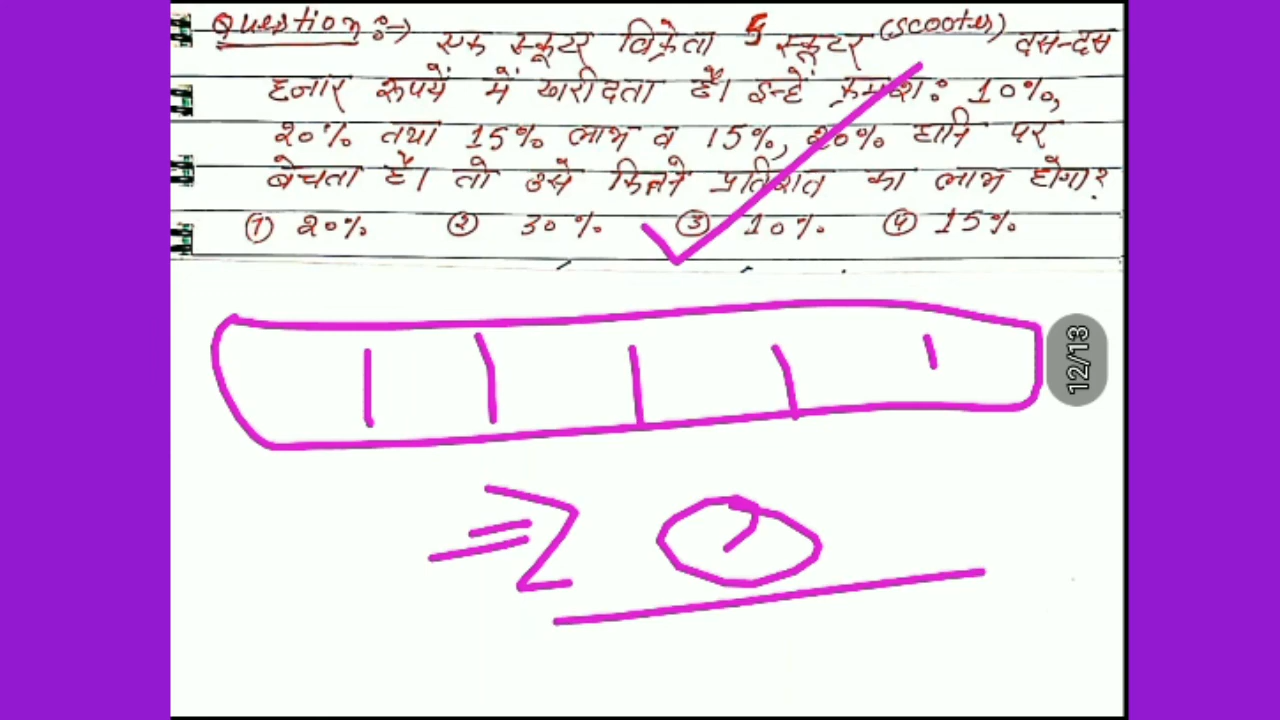 Question :→ एक स्कूटर विक्रेता 5 स्कूटर (scooter) दस-दस
हजार रूपयें में खरीदता है। इन्हें क्रमश: 10%,
20% तथा 15% लाभ व 15%, 20% हानि पर
बेचता है। तो उसे कितने प्रतिशत का लाभ होगा?
① 20% ② 30% ③ 10% ④ 15%
12/13